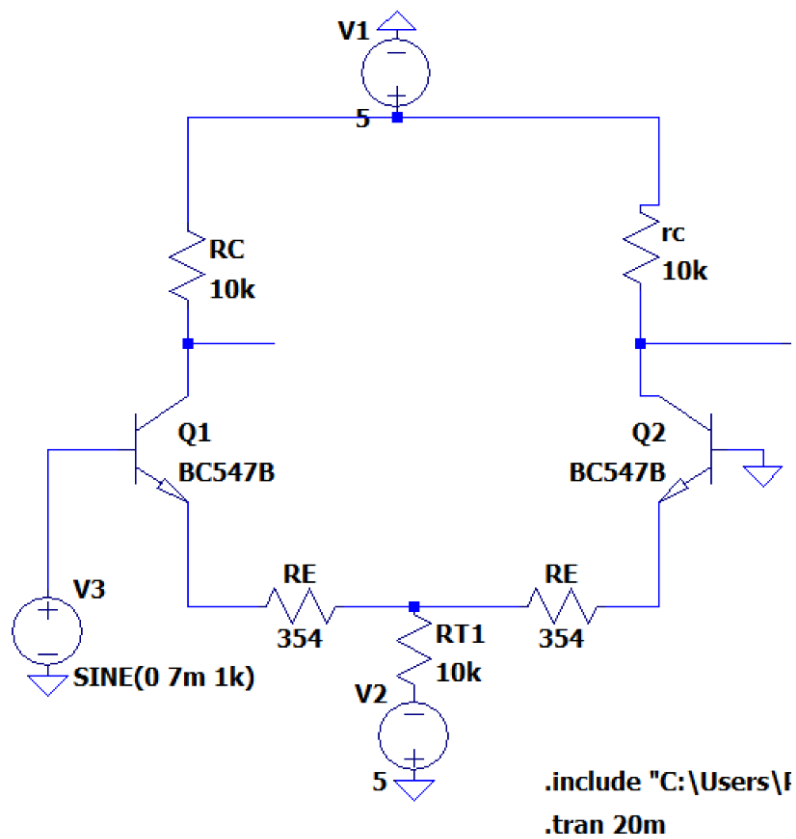 V1
5
RC
10k
rc
10k
Q1
BC547B
Q2
BC547B
V3
SINE(0 7m 1k)
RE
354
RE
354
RT1
10k
V2
5
.include "C:\Users\
.tran 20m